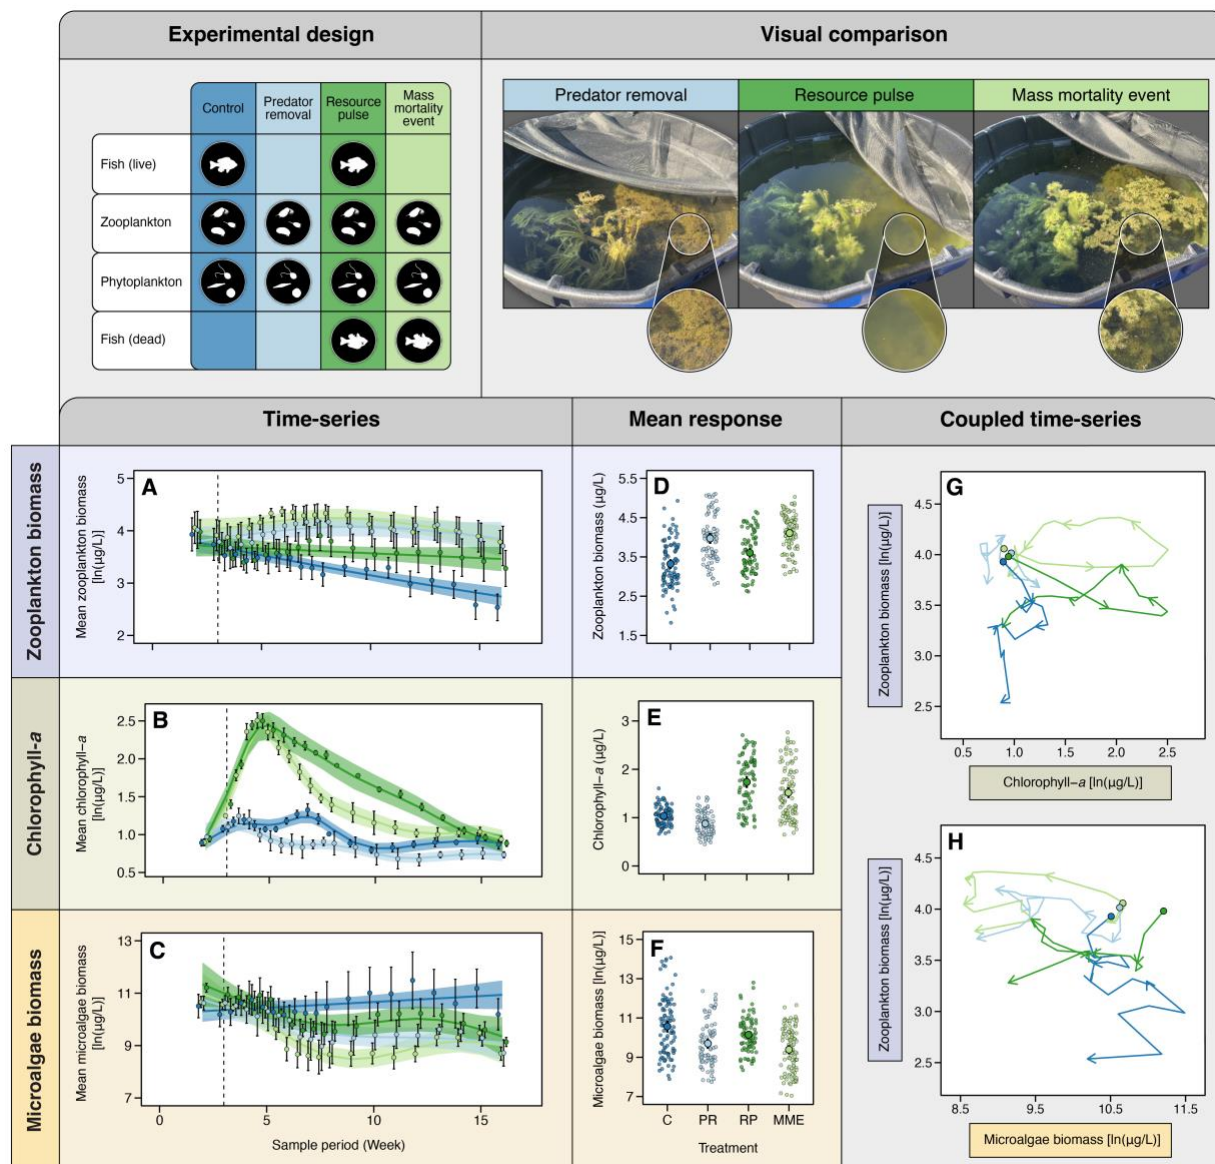 Experimental design
Visual comparison
Control
Predator
removal
Resource
pulse
Mass
mortality
event
Fish (live)
Zooplankton
Phytoplankton
Fish (dead)
Predator removal
Resource pulse
Mass mortality event
Time-series
Mean response
Coupled time-series
Zooplankton biomass
A
Mean zooplankton biomass
[ln(µg/L)]
5
4
3
2
D
Zooplankton biomass (µg/L)
5.5
4.5
3.5
2.5
1.5
G
Zooplankton biomass [ln(µg/L)]
4.5
4.0
3.5
3.0
2.5
0.5 1.0 1.5 2.0 2.5
Chlorophyll–a [ln(µg/L)]
Chlorophyll-a
B
Mean chlorophyll–a
[ln(µg/L)]
2.5
2.0
1.5
1.0
0.5
E
Chlorophyll–a (µg/L)
3
2
1
0
Microalgae biomass
C
Mean microalgae biomass
[ln(µg/L)]
13
11
9
7
0 5 10 15
Sample period (Week)
F
Microalgae biomass [ln(µg/L)]
15
13
11
9
7
C PR RP MME
Treatment
H
Zooplankton biomass [ln(µg/L)]
4.5
4.0
3.5
3.0
2.5
8.5 9.5 10.5 11.5
Microalgae biomass [ln(µg/L)]